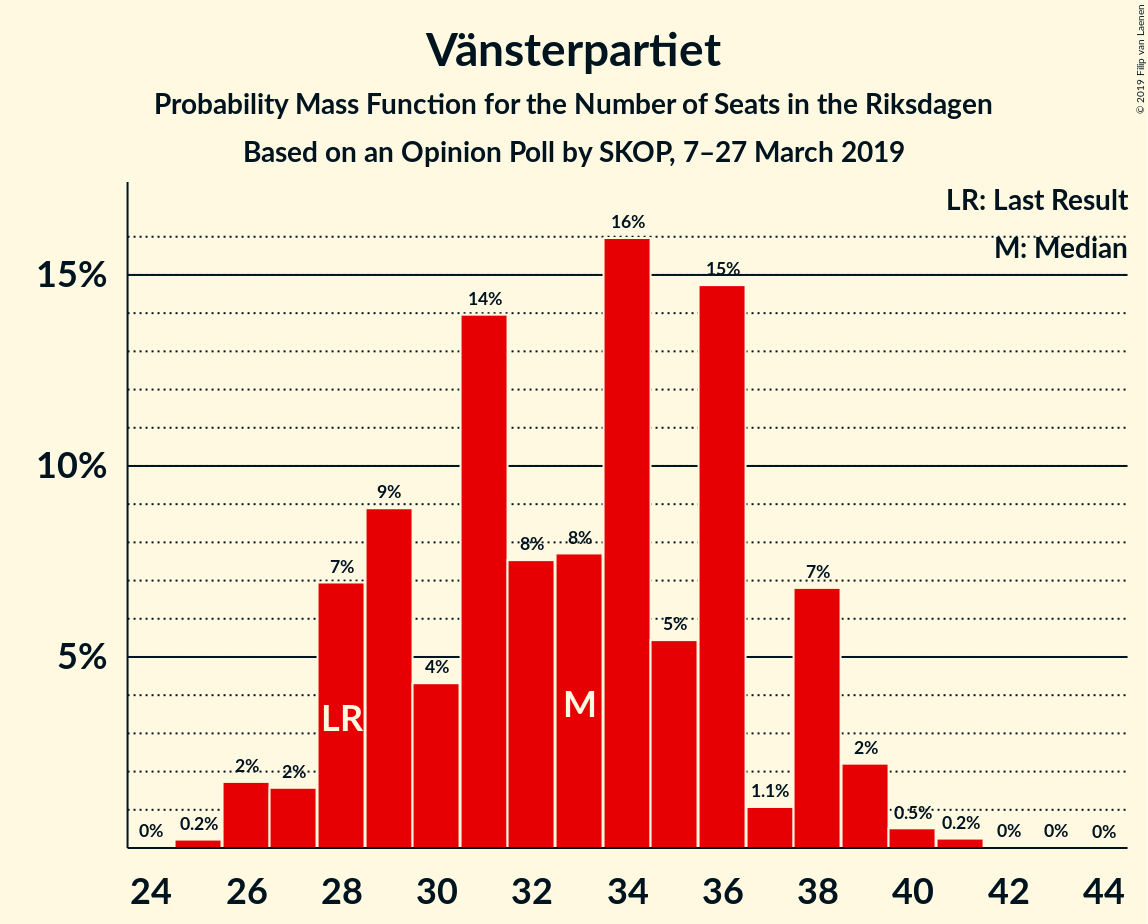 Vänsterpartiet
Probability Mass Function for the Number of Seats in the Riksdagen
Based on an Opinion Poll by SKOP, 7–27 March 2019
© 2019 Filip van Laenen
LR: Last Result
M: Median
15%
10%
5%
0%
0.2%
2%
2%
7%
9%
4%
14%
8%
8%
16%
5%
15%
1.1%
7%
2%
0.5%
0.2%
0%
0%
0%
LR
M
24 26 28 30 32 34 36 38 40 42 44